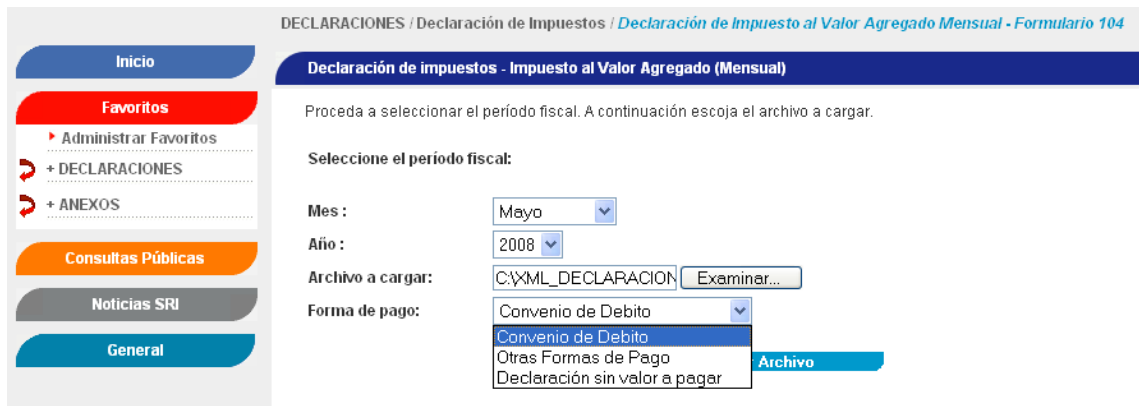 DECLARACIONES / Declaración de Impuestos / Declaración de Impuesto al Valor Agregado Mensual - Formulario 104
Inicio
Favoritos
Administrar Favoritos
+ DECLARACIONES
+ ANEXOS
Consultas Públicas
Noticias SRI
General
Declaración de impuestos - Impuesto al Valor Agregado (Mensual)
Proceda a seleccionar el período fiscal. A continuación escoja el archivo a cargar.
Seleccione el período fiscal:
Mes : Mayo
Año : 2008
Archivo a cargar: C:\XML_DECLARACION Examinar...
Forma de pago: Convenio de Debito
Convenio de Debito
Otras Formas de Pago
Archivo
Declaración sin valor a pagar